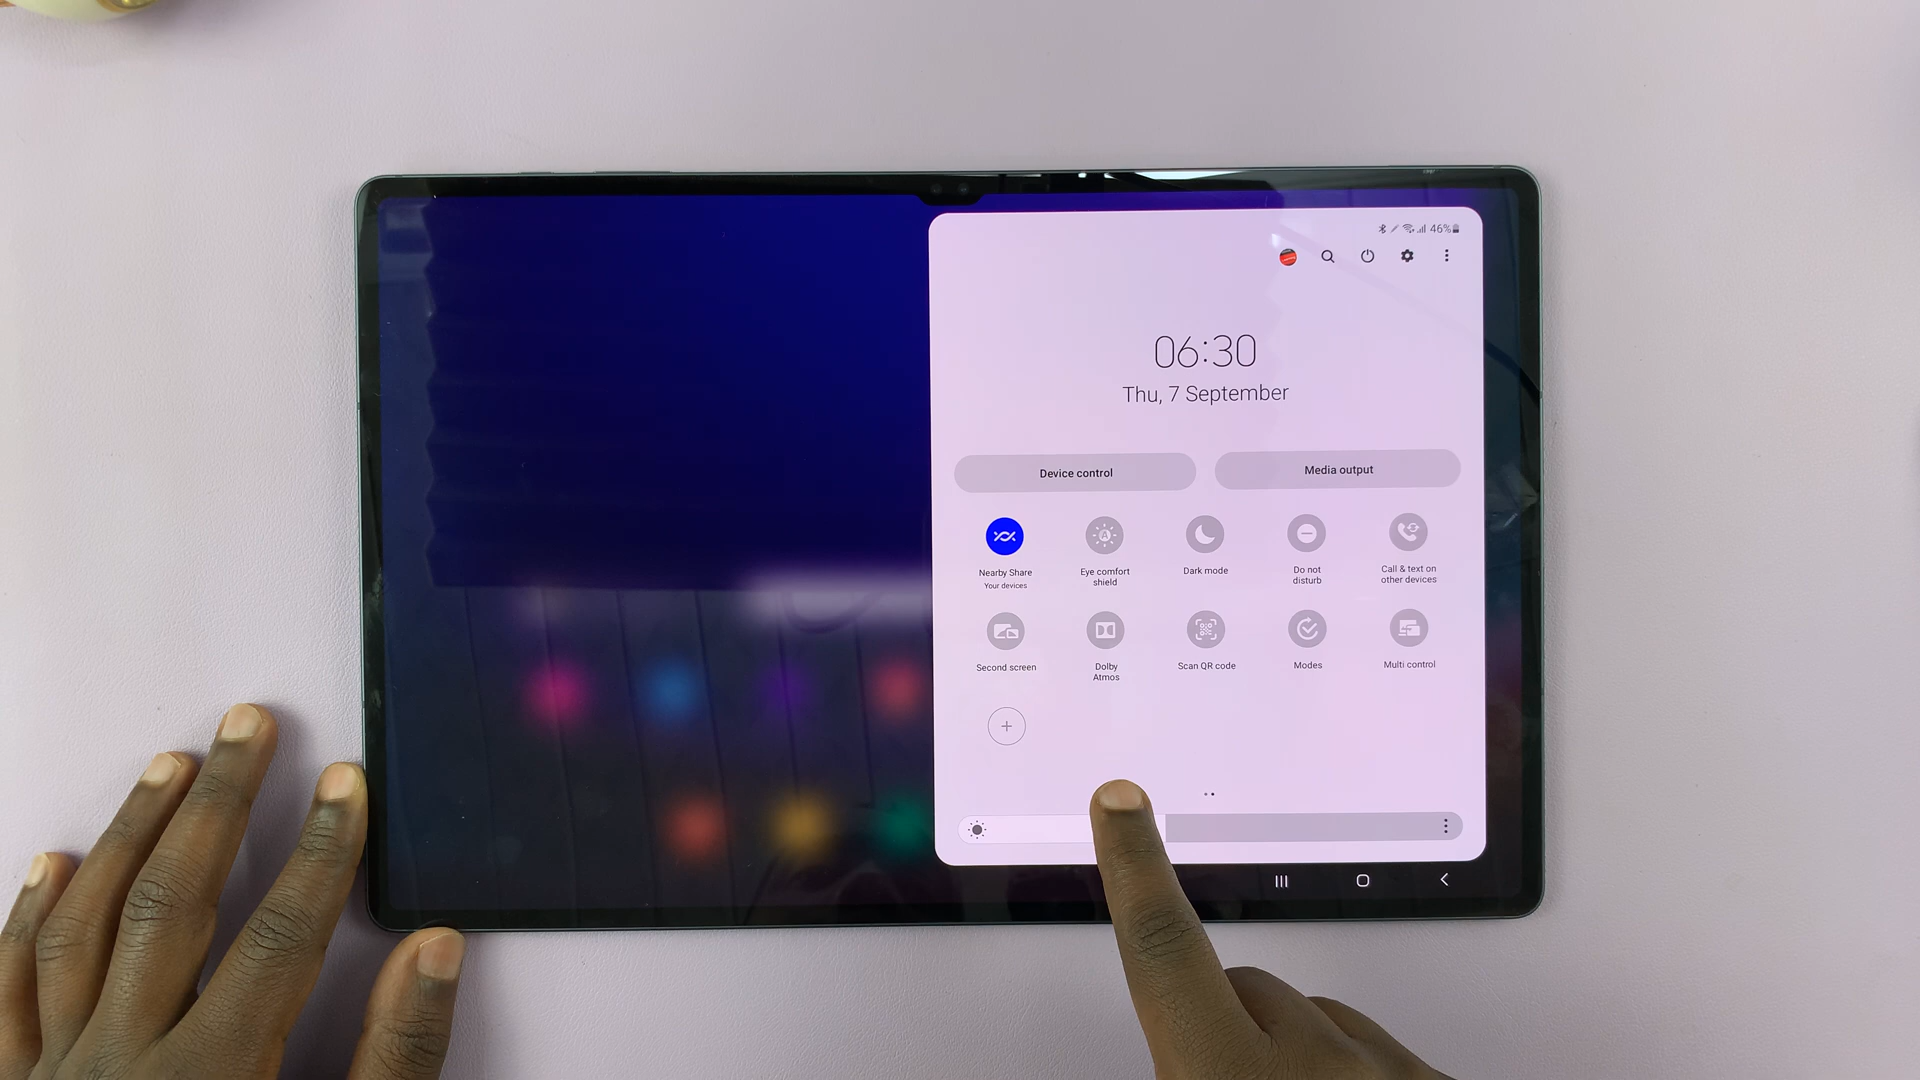 46%
06:30
Thu, 7 September
Device control
Media output
Nearby Share
Your devices
Eye comfort
shield
Dark mode
Do not
disturb
Call & text on
other devices
Second screen
Dolby
Atmos
Scan QR code
Modes
Multi control